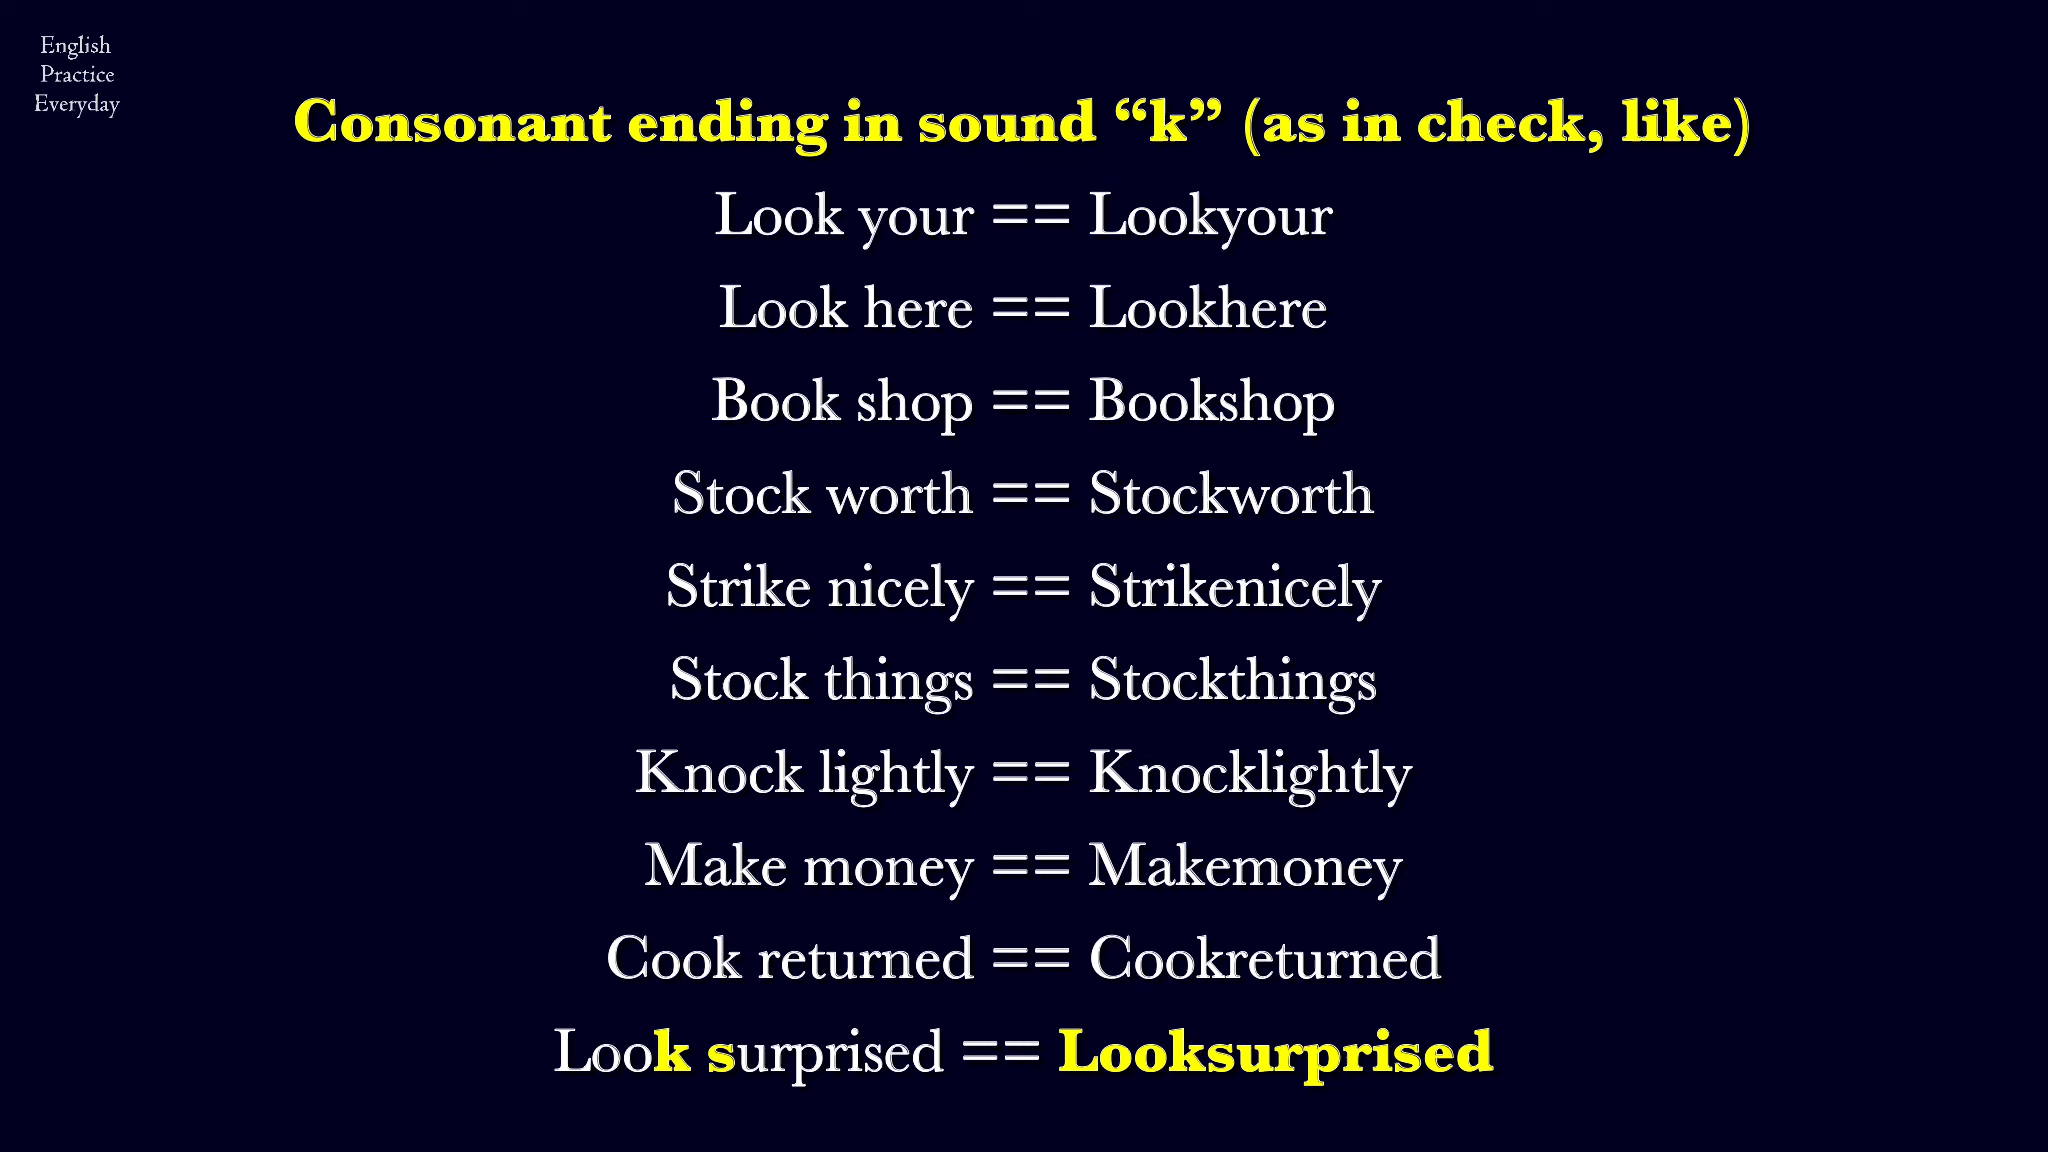 English
Practice
Everyday
Consonant ending in sound “k” (as in check, like)
Look your == Lookyour
Look here == Lookhere
Book shop == Bookshop
Stock worth == Stockworth
Strike nicely == Strikenicely
Stock things == Stockthings
Knock lightly == Knocklightly
Make money == Makemoney
Cook returned == Cookreturned
Look surprised == Looksurprised